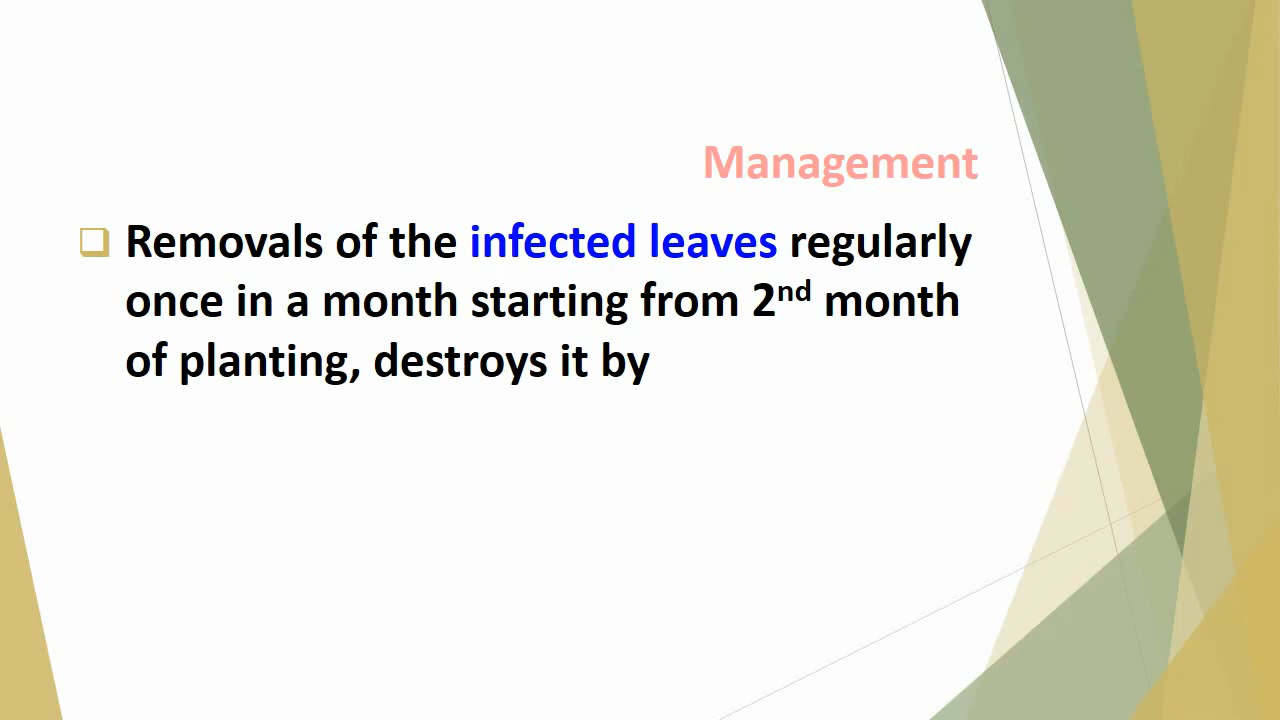 Management
Removals of the infected leaves regularly
once in a month starting from 2nd month
of planting, destroys it by